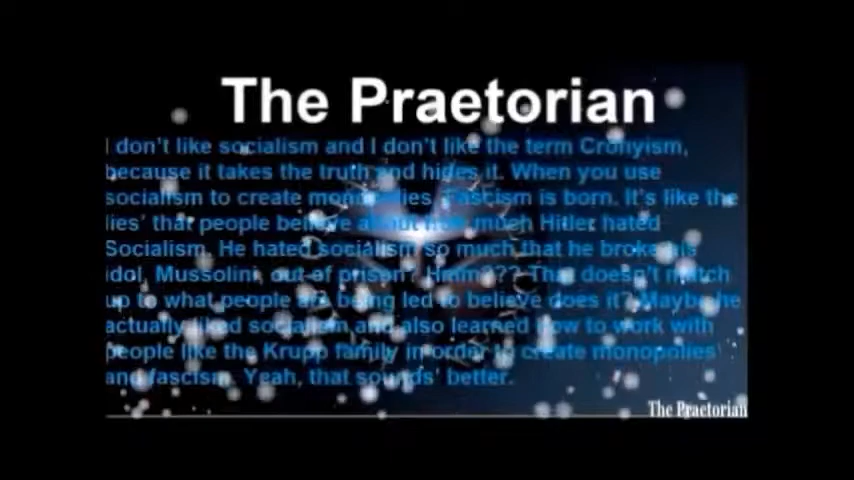 The Praetorian
I don't like socialism and I don't like the term Cronyism,
because it takes the truth and hides it. When you use
socialism to create monopolies, Fascism is born. It's like the
lies' that people believe about how much Hitler hated
Socialism. He hated socialism so much that he broke his
idol, Mussolini, out of prison? Hmm??? That doesn't match
up to what people are being led to believe does it? Maybe he
actually liked socialism and also learned how to work with
people like the Krupp family in order to create monopolies
and fascism. Yeah, that sounds' better.
The Praetorian